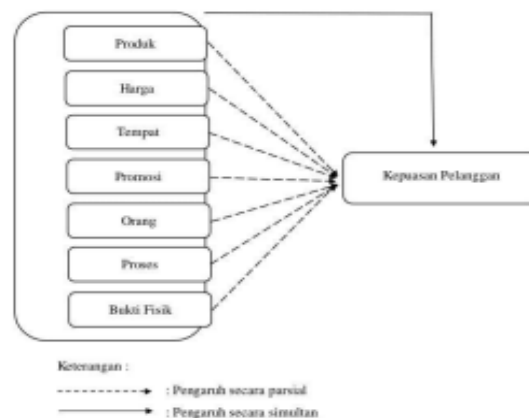 Produk
Harga
Tempat
Promosi
Orang
Proses
Bukti Fisik
Kepuasan Pelanggan
Keterangan :
: Pengaruh secara parsial
: Pengaruh secara simultan